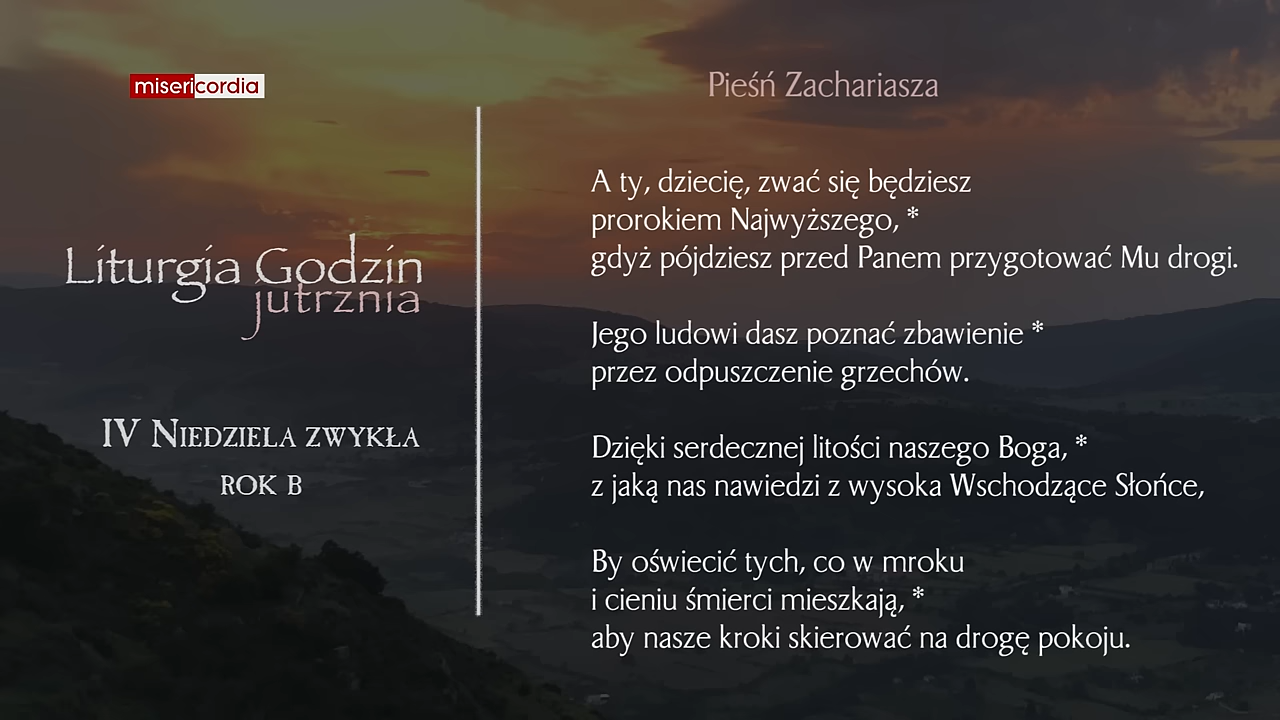 misericordia
Liturgia Godzin
jutrznia
IV Niedziela zwykła
rok B
Pieśń Zachariasza
A ty, dziecię, zwać się będziesz
prorokiem Najwyższego, *
gdyż pójdziesz przed Panem przygotować Mu drogi.
Jego ludowi dasz poznać zbawienie *
przez odpuszczenie grzechów.
Dzięki serdecznej litości naszego Boga, *
z jaką nas nawiedzi z wysoka Wschodzące Słońce,
By oświecić tych, co w mroku
i cieniu śmierci mieszkają, *
aby nasze kroki skierować na drogę pokoju.